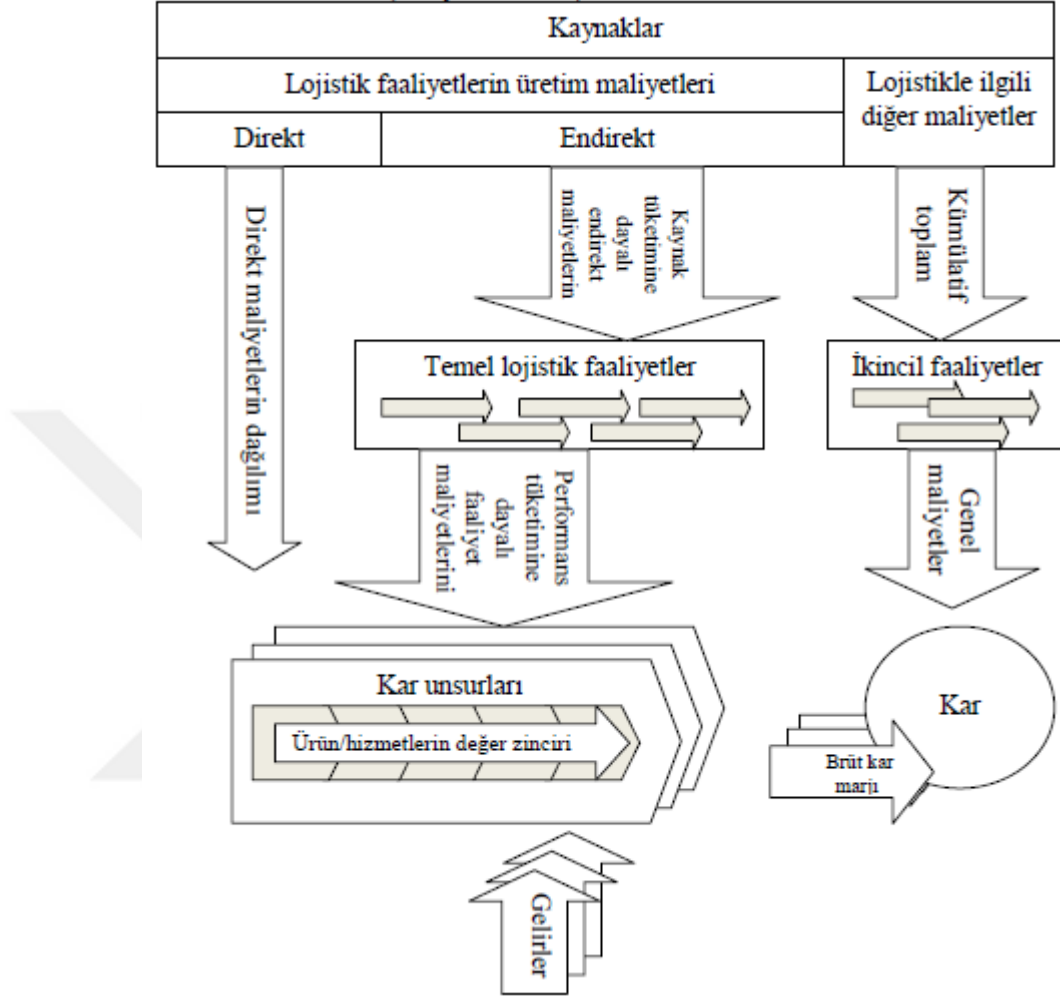 Kaynaklar
Lojistik faaliyetlerin üretim maliyetleri
Lojistikle ilgili
diğer maliyetler
Direkt
Endirekt
Direkt maliyetlerin dağılımı
Kaynak
tüketimine
dayalı
endirekt
maliyetlerin
Kümülatif
toplam
Temel lojistik faaliyetler
İkincil faaliyetler
Performans
tüketimine
dayalı
faaliyet
maliyetlerini
Genel
maliyetler
Kar unsurları
Ürün/hizmetlerin değer zinciri
Kar
Brüt kar
marjı
Gelirler